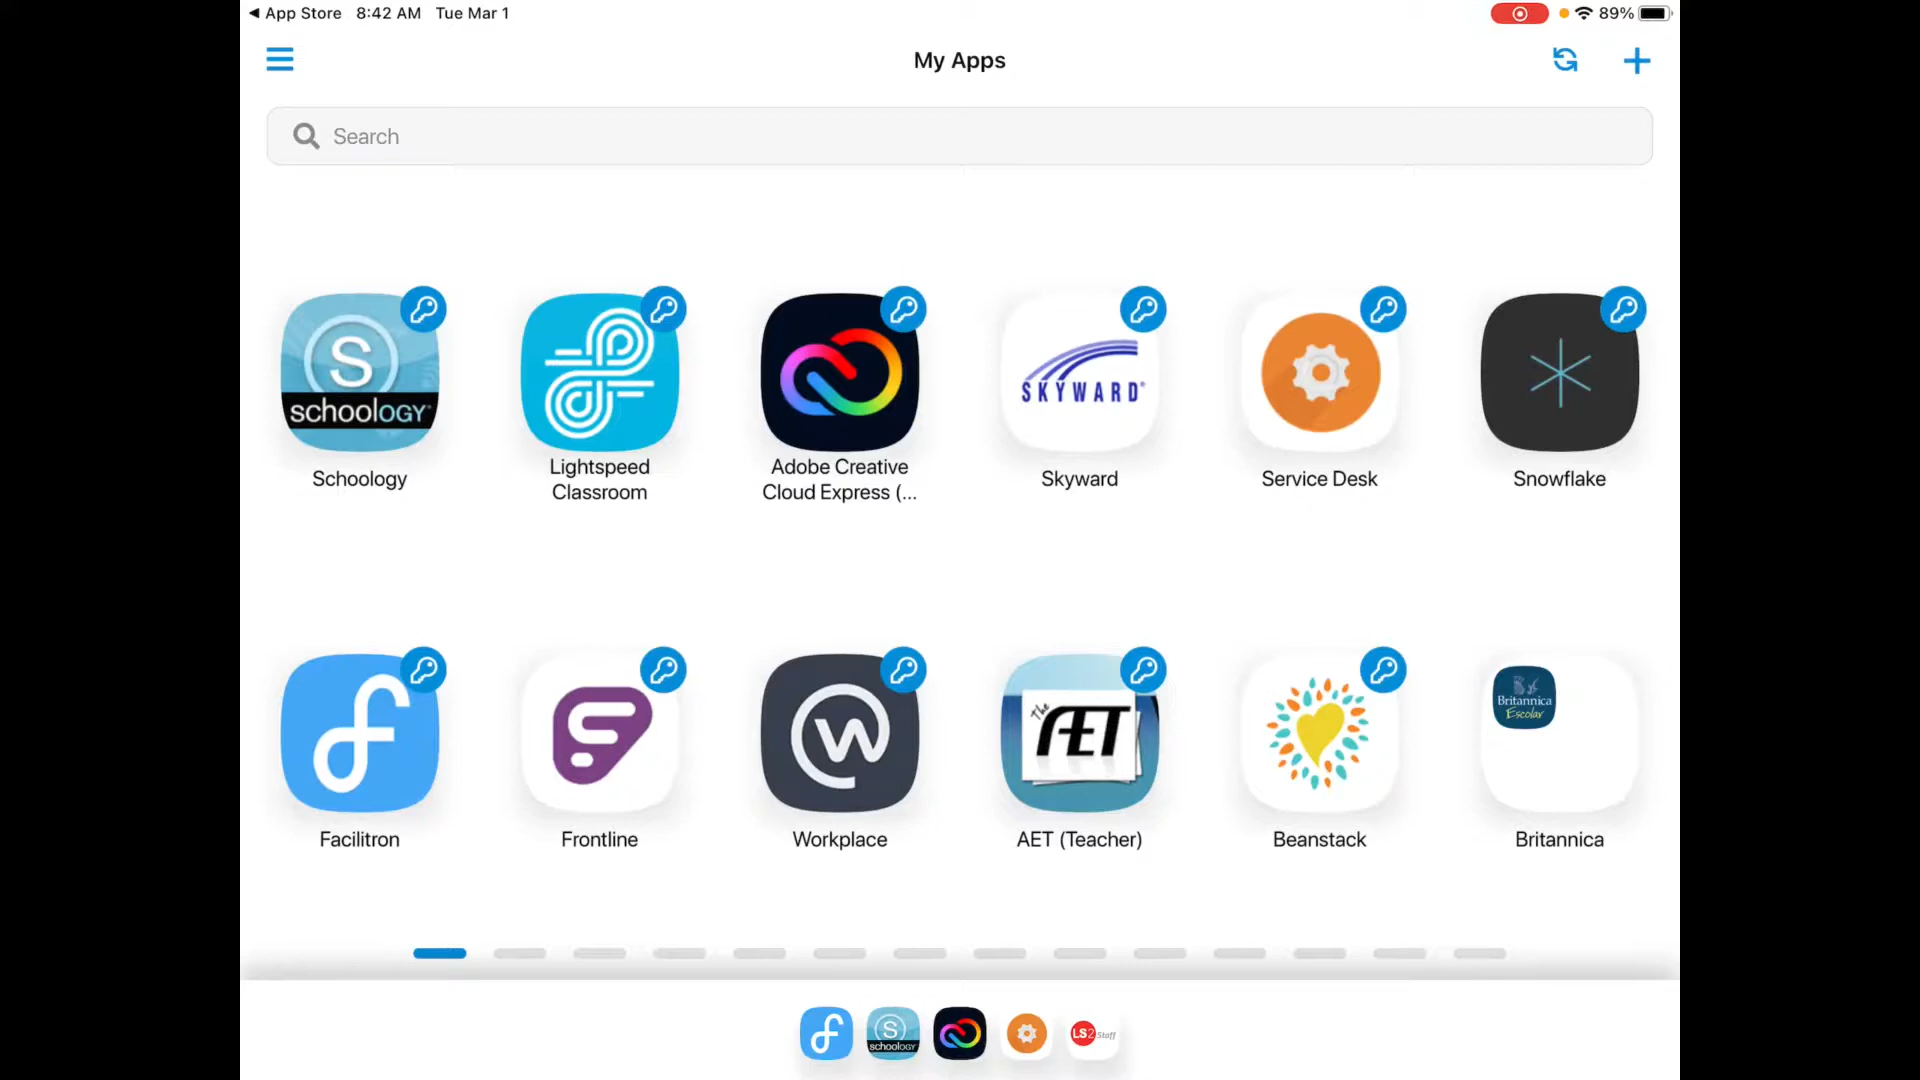 App Store 8:42 AM Tue Mar 1
89%
My Apps
Search
S
schoology
SKYWARD
Schoology
Lightspeed
Classroom
Adobe Creative
Cloud Express (...
Skyward
Service Desk
Snowflake
The AET
Britannica
Escolar
Facilitron
Frontline
Workplace
AET (Teacher)
Beanstack
Britannica
S
schoology
LS2 Staff